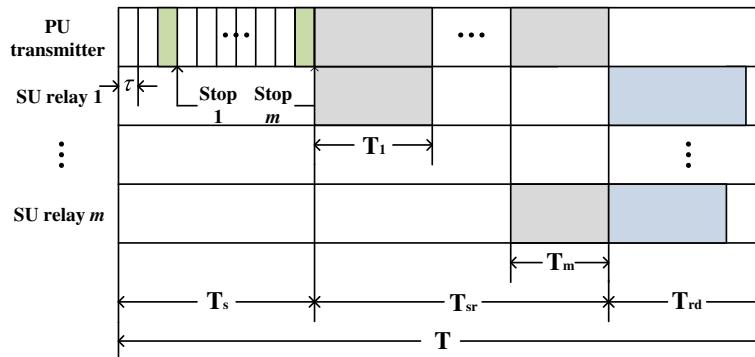 PU
transmitter
...
...
τ
Stop
1
Stop
m
SU relay 1
T1
...
...
SU relay m
Tm
Ts
Tsr
Trd
T